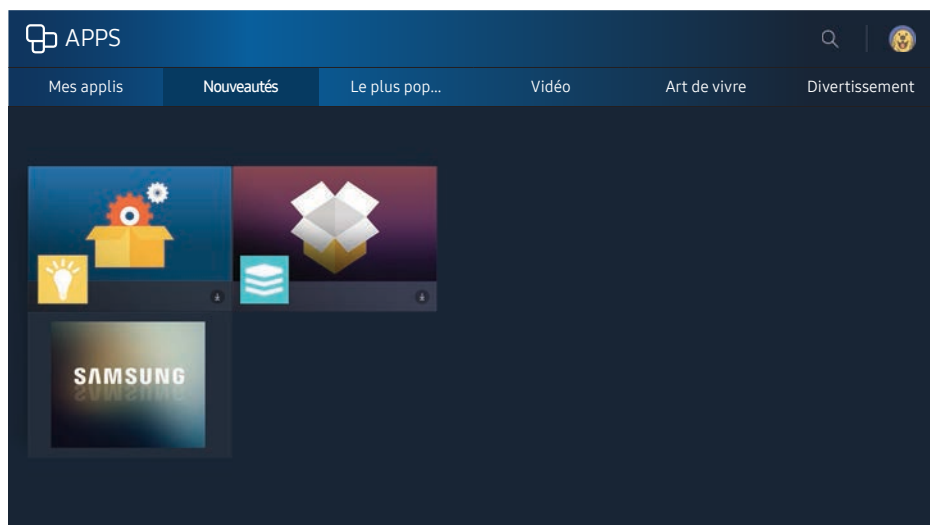 APPS
Mes applis Nouveautés Le plus pop... Vidéo Art de vivre Divertissement
SAMSUNG